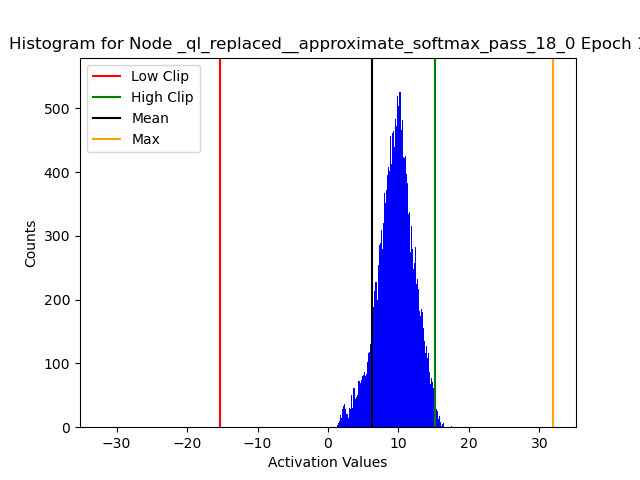 Histogram for Node _ql_replaced__approximate_softmax_pass_18_0 Epoch
Low Clip
High Clip
Mean
Max
Counts
500
400
300
200
100
0
−30
−20
−10
0
10
20
30
Activation Values